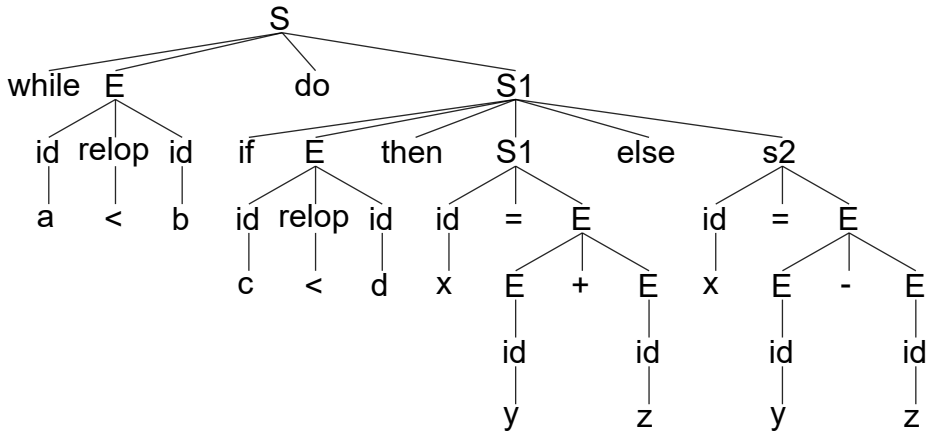 S
while E do S1
id relop id if E then S1 else s2
a < b id relop id id = E id = E
c < d x E + E x E - E
id id id id
y z y z